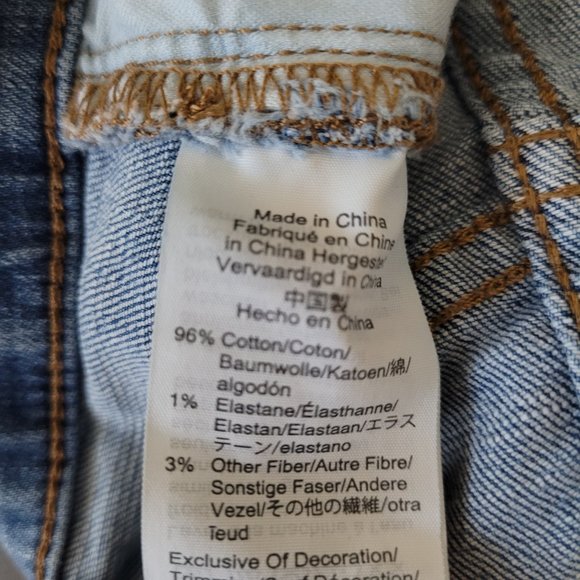 Made in China
Fabriqué en Chine
in China Hergeste
Vervaardigd in China
中国製
Hecho en China
96% Cotton/Coton/
Baumwolle/Katoen/綿/
algodón
1% Elastane/Élasthanne/
Elastan/Elastaan/エラス
テーン/elastano
3% Other Fiber/Autre Fibre/
Sonstige Faser/Andere
Vezel/その他の繊維/otra
Exclusive Of Decoration/